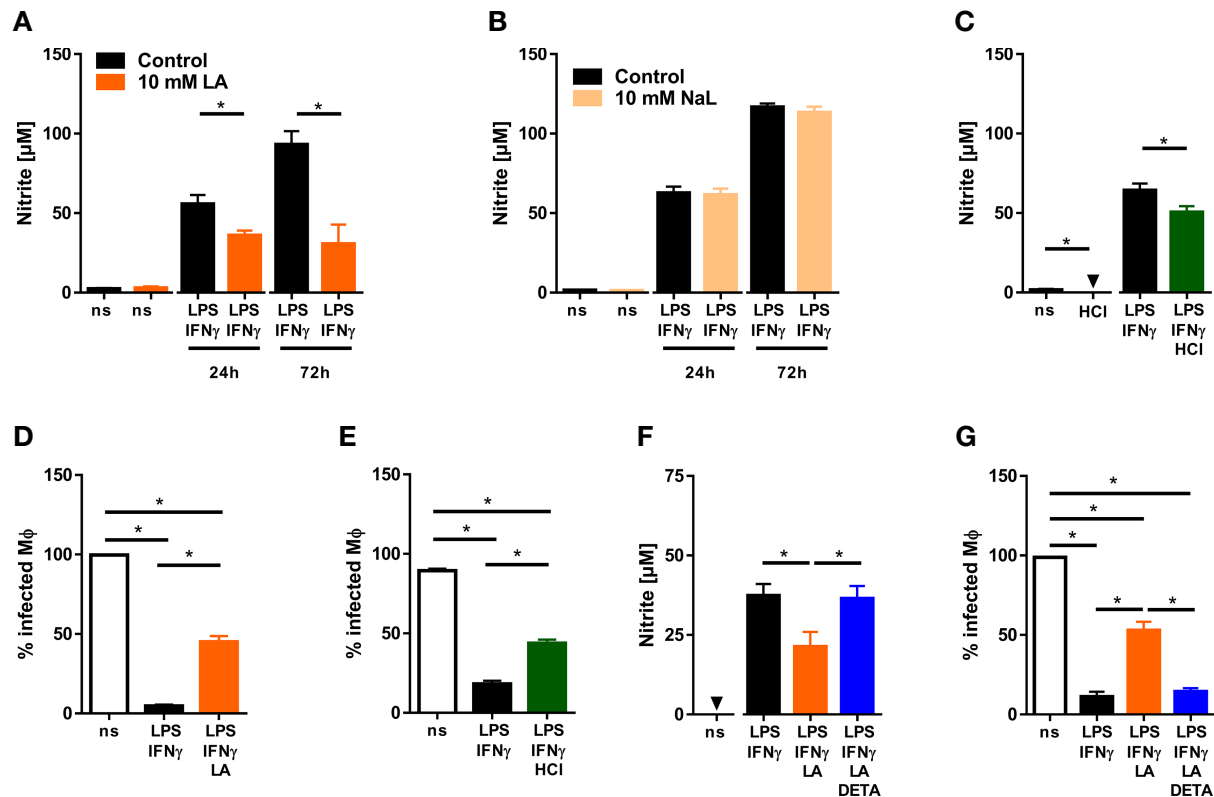 A
Nitrite [µM]
150
100
50
0
Control
10 mM LA
*
*
ns
ns
LPS
IFNγ
LPS
IFNγ
LPS
IFNγ
LPS
IFNγ
24h
72h
B
Nitrite [µM]
150
100
50
0
Control
10 mM NaL
ns
ns
LPS
IFNγ
LPS
IFNγ
LPS
IFNγ
LPS
IFNγ
24h
72h
C
Nitrite [µM]
150
100
50
0
*
*
ns
HCl
LPS
IFNγ
LPS
IFNγ
HCl
D
% infected Mϕ
150
100
50
0
*
*
*
ns
LPS
IFNγ
LPS
IFNγ
LA
E
% infected Mϕ
150
100
50
0
*
*
*
ns
LPS
IFNγ
LPS
IFNγ
HCl
F
Nitrite [µM]
75
50
25
0
*
*
ns
LPS
IFNγ
LPS
IFNγ
LA
LPS
IFNγ
LA
DETA
G
% infected Mϕ
150
100
50
0
*
*
*
*
*
ns
LPS
IFNγ
LPS
IFNγ
LA
LPS
IFNγ
LA
DETA